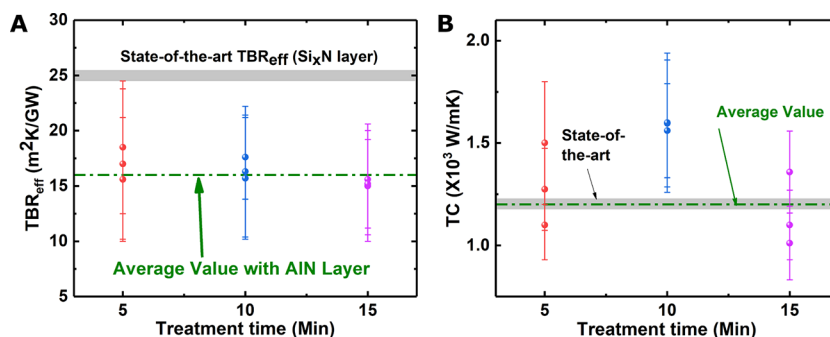 A
30
25
20
15
10
5
TBReff (m2K/GW)
State-of-the-art TBReff (SixN layer)
Average Value with AlN Layer
5 10 15
Treatment time (Min)
B
2.0
1.5
1.0
TC (X10³ W/mK)
State-of-
the-art
Average Value
5 10 15
Treatment time (Min)